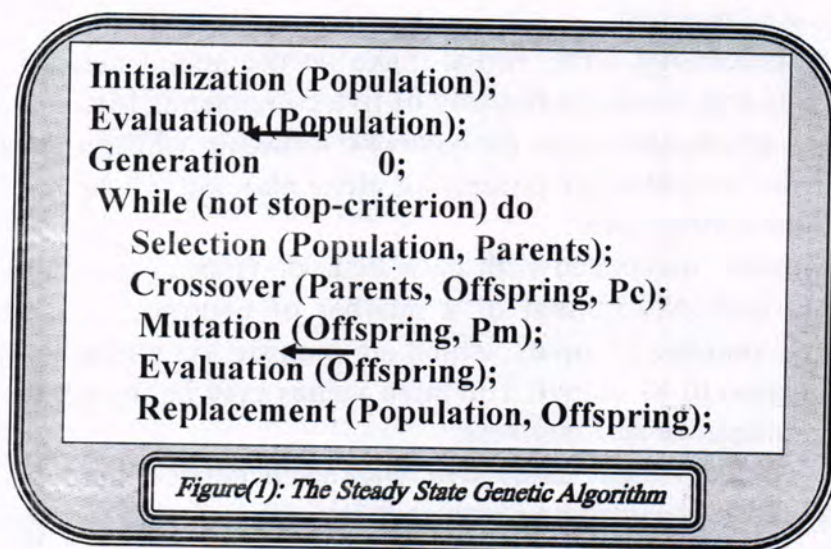 Initialization (Population);
Evaluation (Population);
Generation 0;
While (not stop-criterion) do
Selection (Population, Parents);
Crossover (Parents, Offspring, Pc);
Mutation (Offspring, Pm);
Evaluation (Offspring);
Replacement (Population, Offspring);
Figure(1): The Steady State Genetic Algorithm